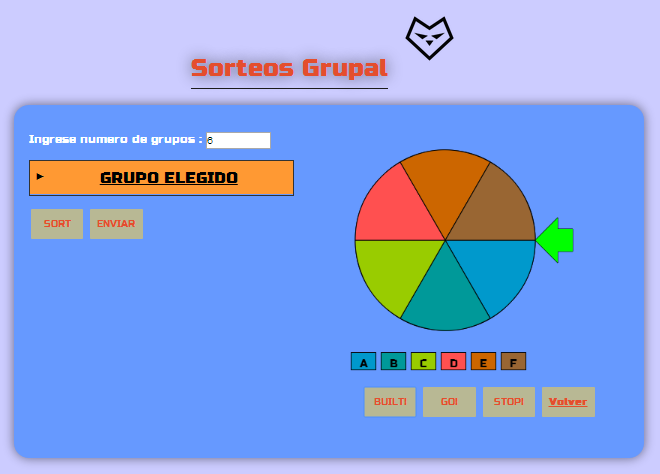 Sorteos Grupal
Ingrese numero de grupos : 6
GRUPO ELEGIDO
SORT ENVIAR
A B C D E F
BUILT! GO! STOP! Volver